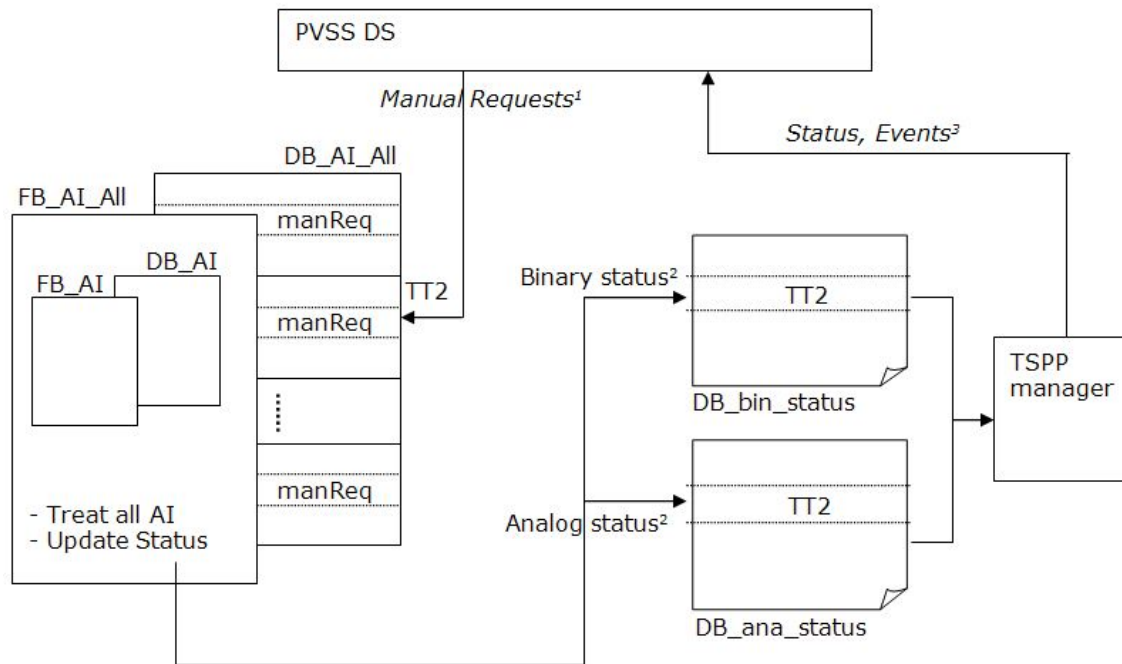 PVSS DS
Manual Requests¹
Status, Events³
DB_AI_All
FB_AI_All
manReq
DB_AI
FB_AI
TT2
manReq
manReq
- Treat all AI
- Update Status
Binary status²
TT2
DB_bin_status
Analog status²
TT2
DB_ana_status
TSPP
manager